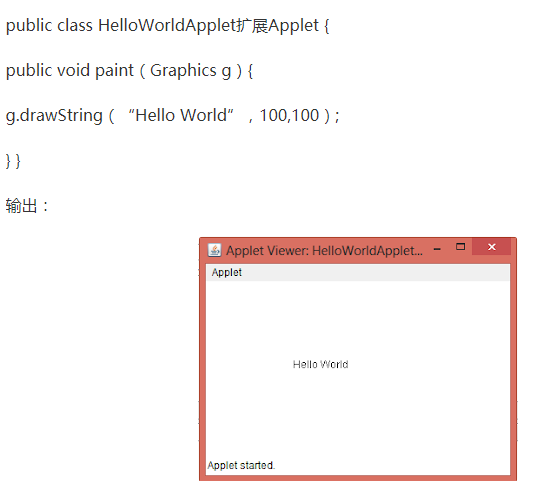 public class HelloWorldApplet扩展Applet {
public void paint（Graphics g）{
g.drawString（ “Hello World” ，100,100）;
} }
输出：
Applet Viewer: HelloWorldApplet...
Applet
Hello World
Applet started.